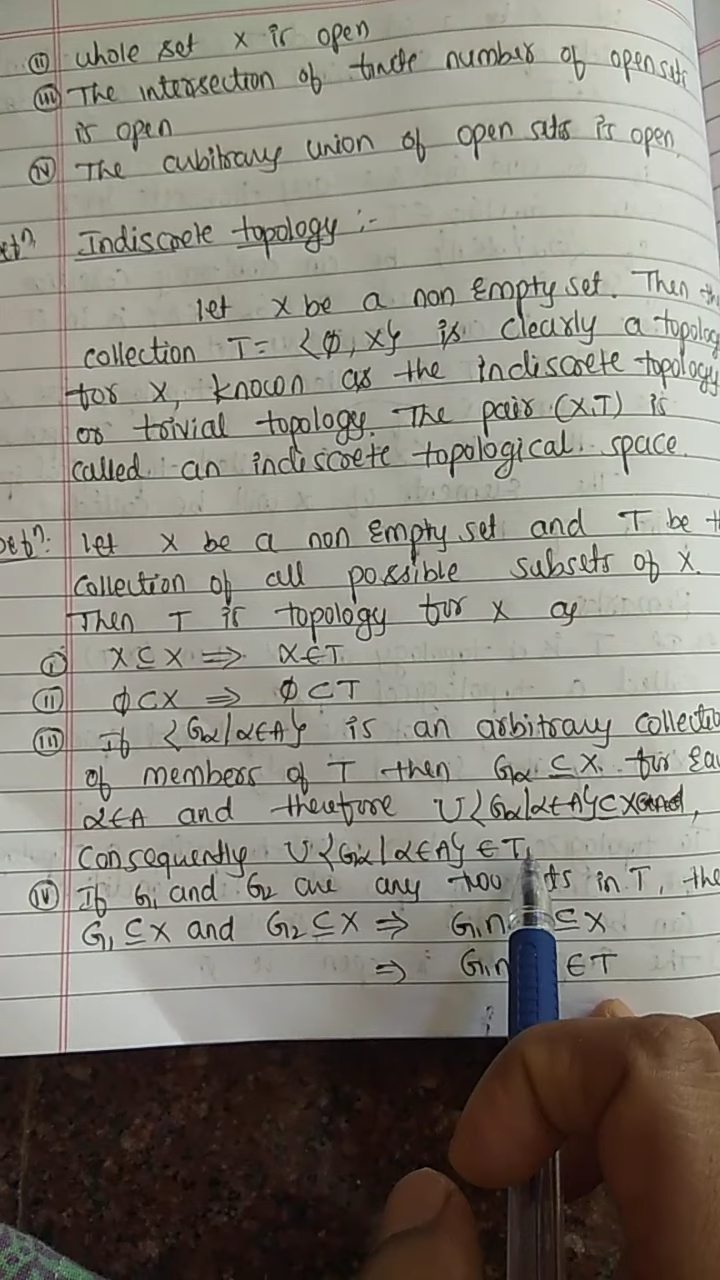 (ii) whole set X is open
(iii) The intersection of finite number of open sets
is open
(iv) The arbitrary union of open sets is open
Indiscrete topology :-
let X be a non empty set. Then
collection T = {ϕ, X} is clearly a topology
for X, known as the indiscrete topology
or trivial topology. The pair (X,T) is
called an indiscrete topological space.
Defn: let X be a non empty set and T be
collection of all possible subsets of X.
Then T is topology for X as
(i) X ⊆ X ⇒ X ∈ T
(ii) ϕ ⊂ X ⇒ ϕ ⊂ T
(iii) If {Gα/α∈A} is an arbitrary
of members of T then Gα ⊆ X. for
α∈A and therefore U{Gα/α∈A} ⊆ X and,
Consequently U{Gα/α∈A} ∈ T,
(iv) If G1 and G2 are any two in T,
G1 ⊆ X and G2 ⊆ X ⇒ G1∩ ⊆ X
⇒ G1∩ ∈ T